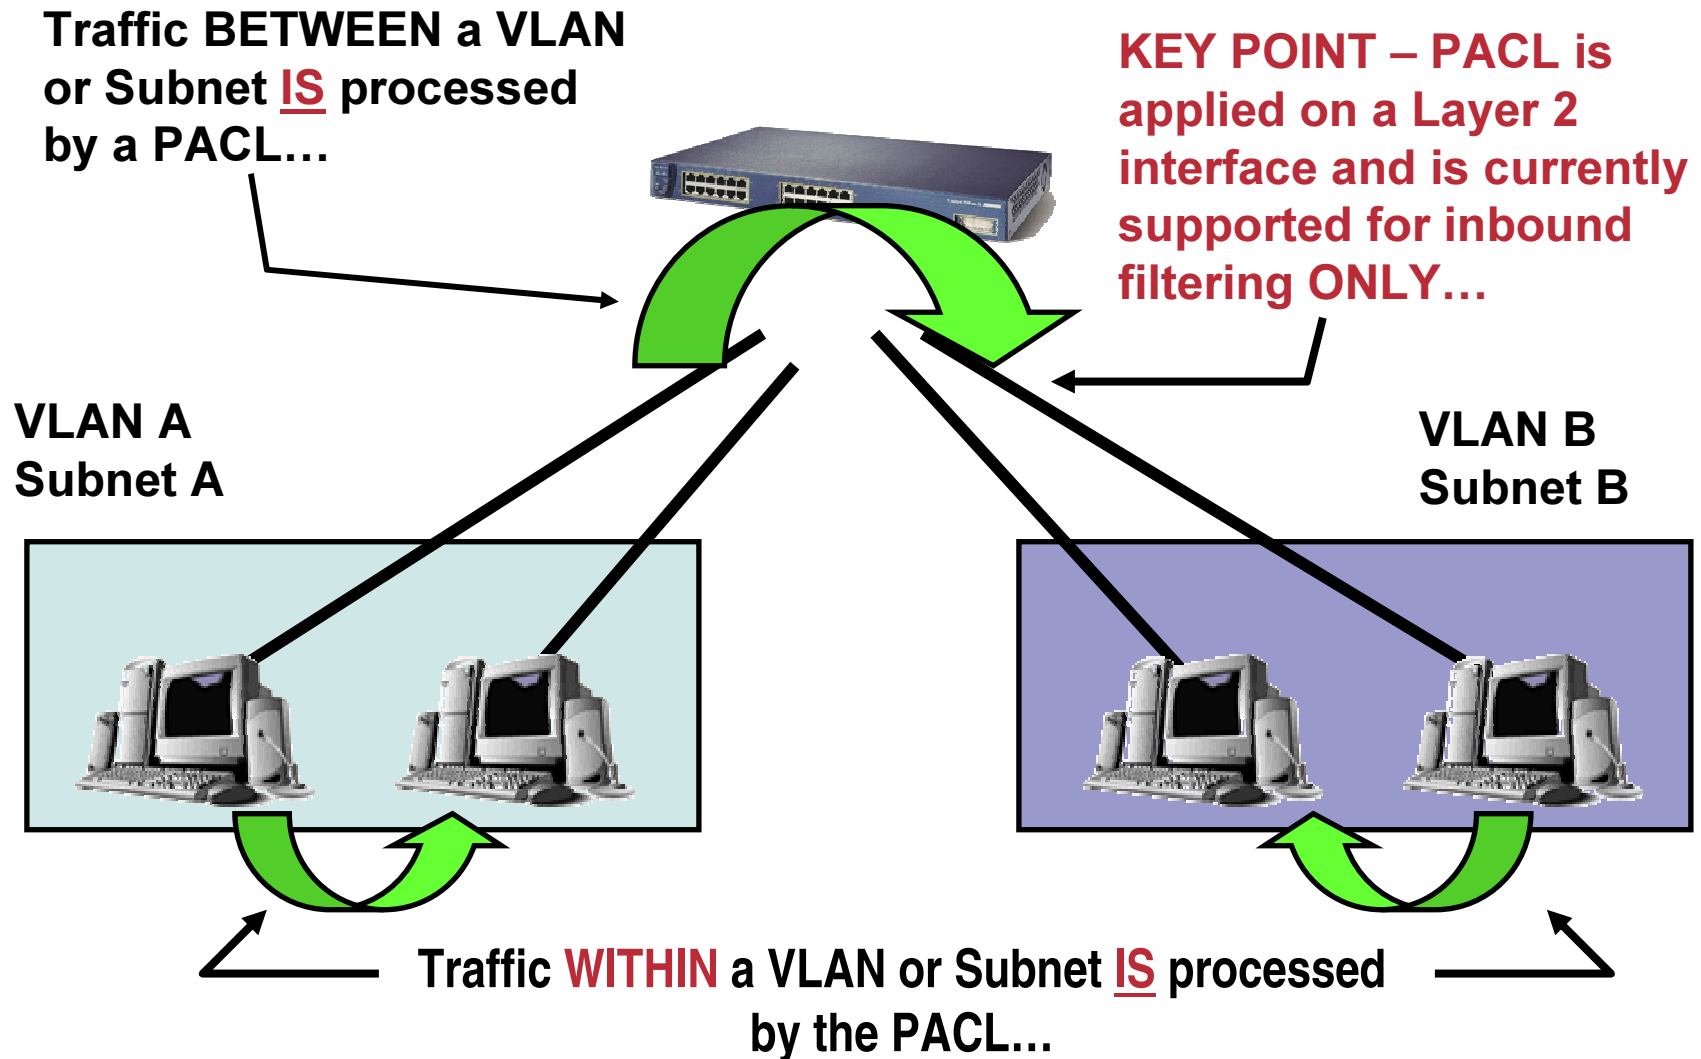 Traffic BETWEEN a VLAN
or Subnet IS processed
by a PACL…
KEY POINT – PACL is
applied on a Layer 2
interface and is currently
supported for inbound
filtering ONLY…
VLAN A
Subnet A
VLAN B
Subnet B
Traffic WITHIN a VLAN or Subnet IS processed
by the PACL…